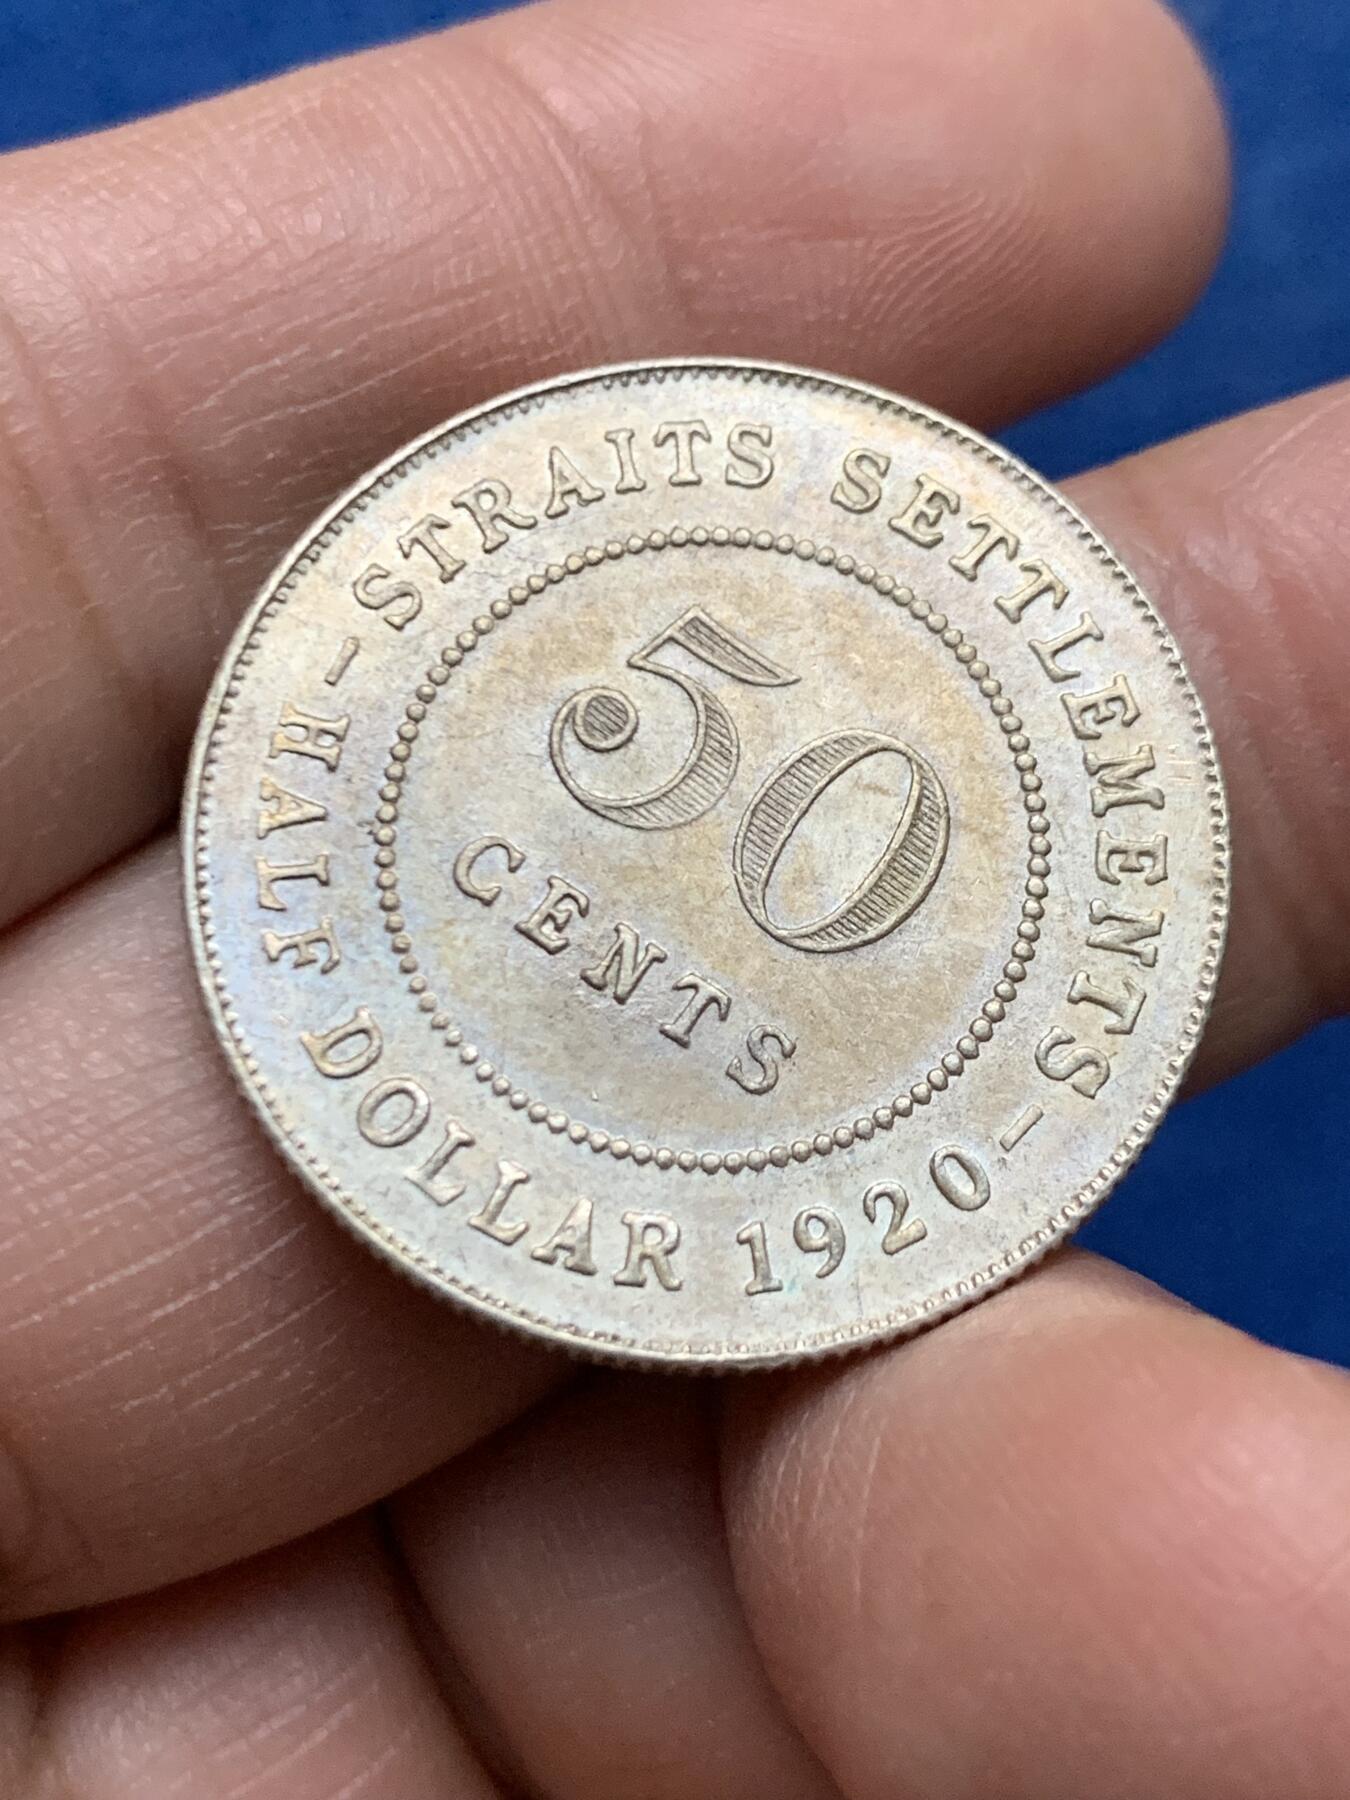 – STRAITS SETTLEMENTS –
50
CENTS
HALF DOLLAR 1920